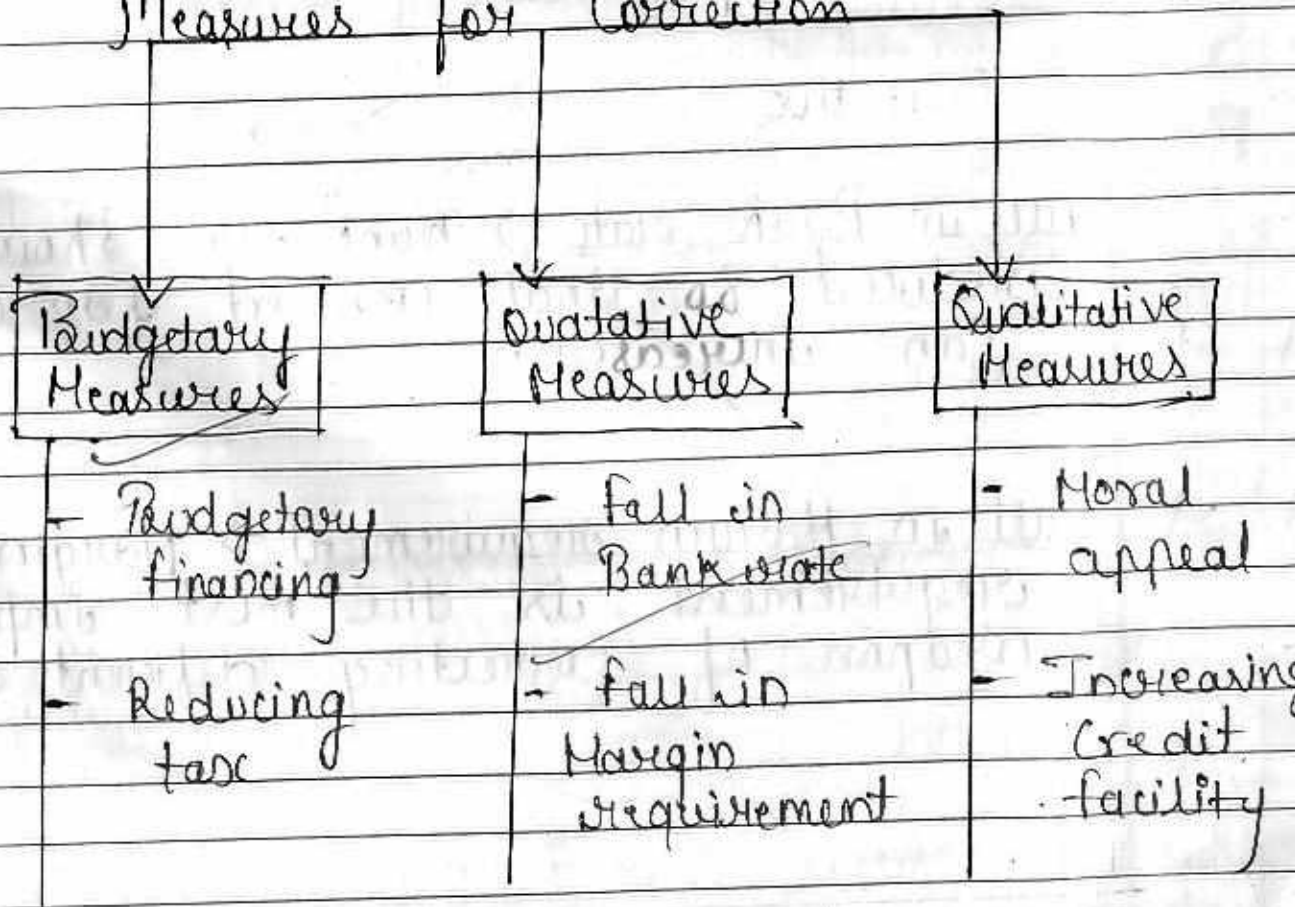 Measures for Correction
Budgetary
Measures
Quatative
Measures
Qualitative
Measures
- Budgetary
financing
- Reducing
tax
- fall in
Bank rate
- fall in
Margin
requirement
- Moral
appeal
- Increasing
Credit
facility